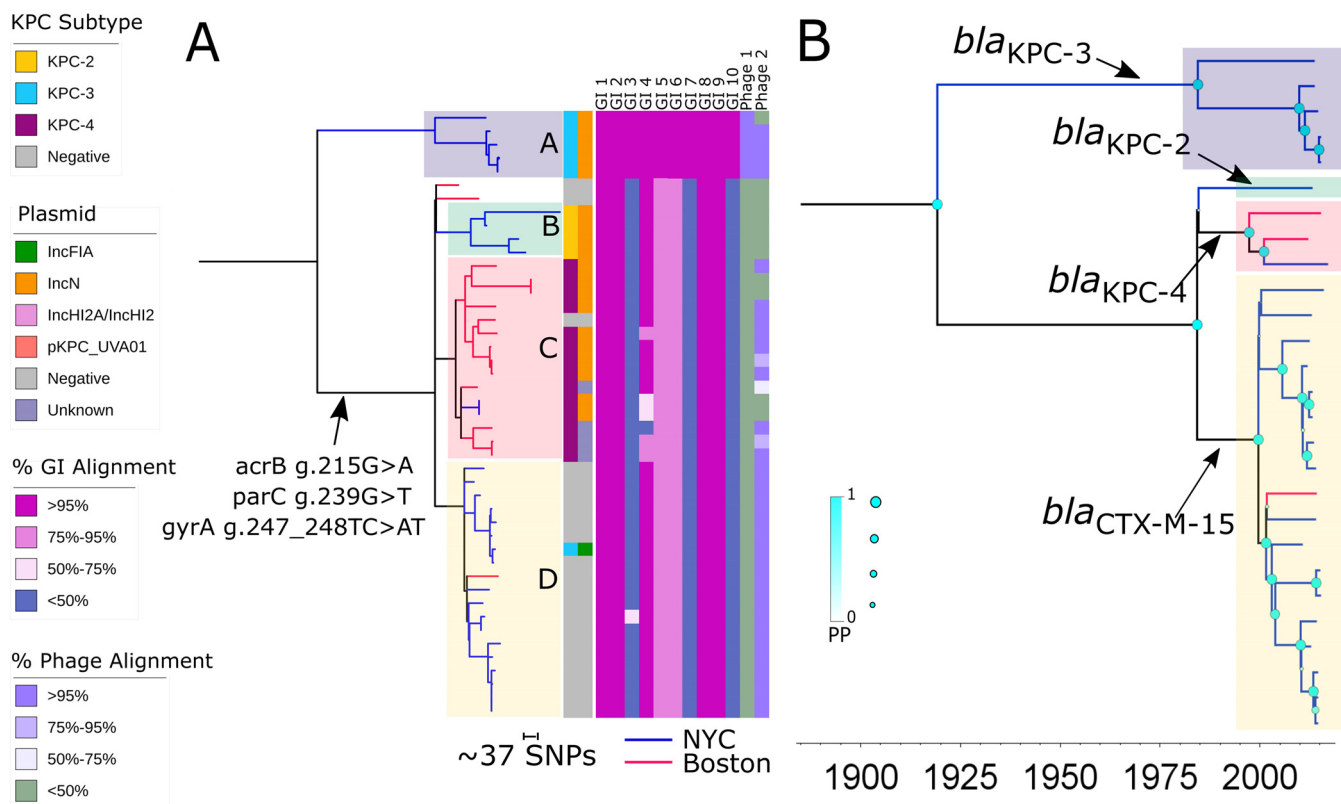 KPC Subtype
KPC-2
KPC-3
KPC-4
Negative
Plasmid
IncFIA
IncN
IncHI2A/IncHI2
pKPC_UVA01
Negative
Unknown
% GI Alignment
>95%
75%-95%
50%-75%
<50%
% Phage Alignment
>95%
75%-95%
50%-75%
<50%
A
GI 1
GI 2
GI 3
GI 4
GI 5
GI 6
GI 7
GI 8
GI 9
GI 10
Phage 1
Phage 2
A
B
C
D
acrB g.215G>A
parC g.239G>T
gyrA g.247_248TC>AT
~37 SNPs
NYC
Boston
B
blaKPC-3
blaKPC-2
blaKPC-4
blaCTX-M-15
1
0
PP
1900 1925 1950 1975 2000